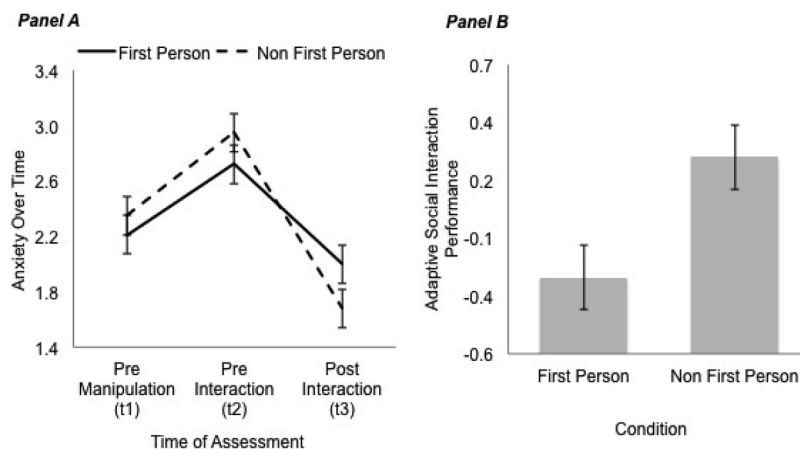 Panel A
First Person
Non First Person
3.4
3.0
2.6
2.2
1.8
1.4
Anxiety Over Time
Pre
Manipulation
(t1)
Pre
Interaction
(t2)
Post
Interaction
(t3)
Time of Assessment
Panel B
0.7
0.4
0.2
-0.1
-0.4
-0.6
Adaptive Social Interaction
Performance
First Person
Non First Person
Condition